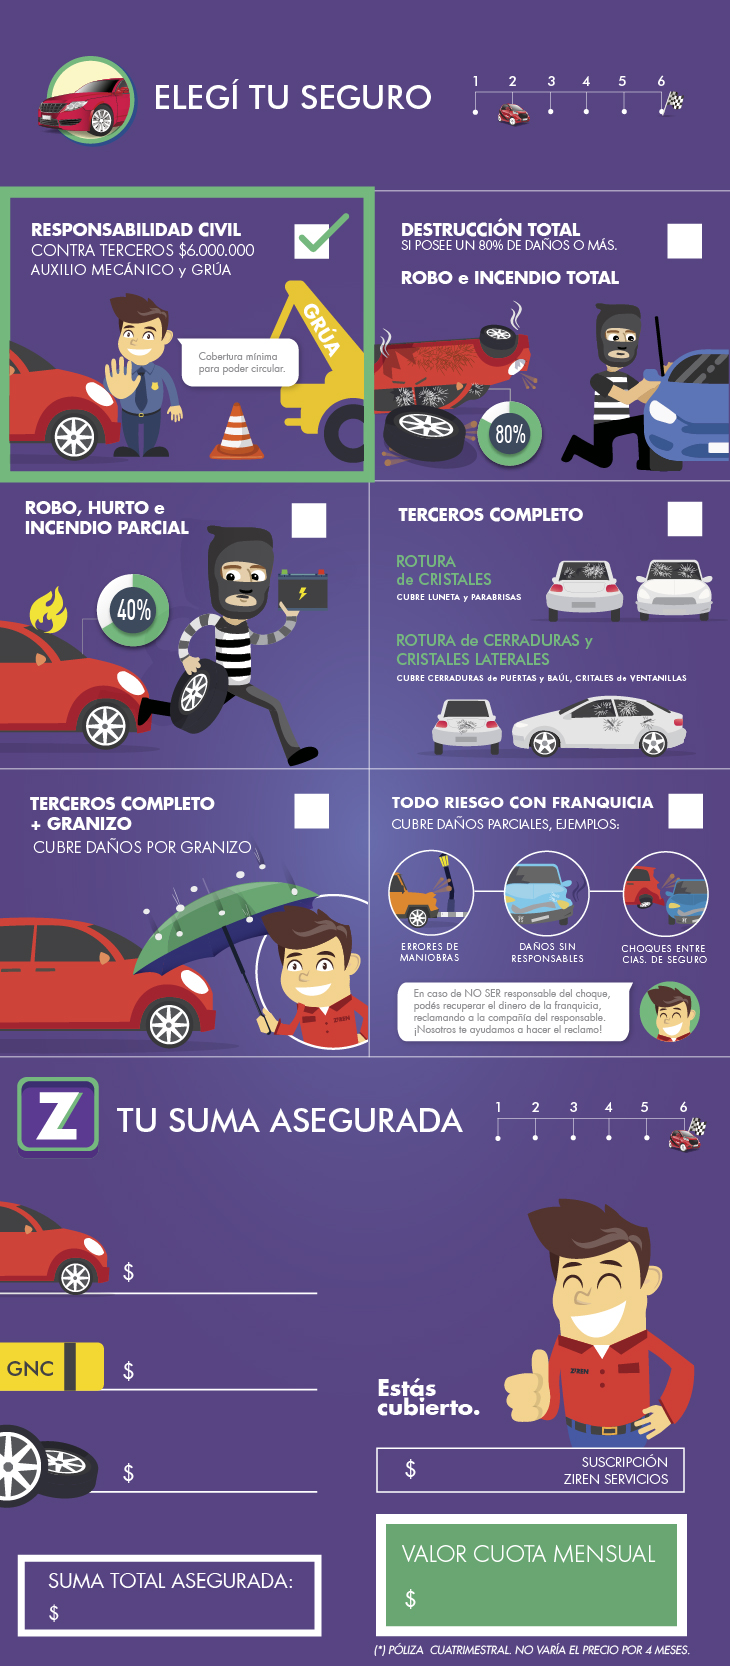 ELEGÍ TU SEGURO
1 2 3 4 5 6
RESPONSABILIDAD CIVIL
CONTRA TERCEROS $6.000.000
AUXILIO MECÁNICO y GRÚA
Cobertura mínima
para poder circular.
GRÚA
DESTRUCCIÓN TOTAL
SI POSEE UN 80% DE DAÑOS O MÁS.
ROBO e INCENDIO TOTAL
80%
ROBO, HURTO e
INCENDIO PARCIAL
40%
TERCEROS COMPLETO
ROTURA
de CRISTALES
CUBRE LUNETA y PARABRISAS
ROTURA de CERRADURAS y
CRISTALES LATERALES
CUBRE CERRADURAS de PUERTAS y BAÚL, CRITALES de VENTANILLAS
TERCEROS COMPLETO
+ GRANIZO
CUBRE DAÑOS POR GRANIZO
ZIREN
TODO RIESGO CON FRANQUICIA
CUBRE DAÑOS PARCIALES, EJEMPLOS:
ERRORES DE
MANIOBRAS
DAÑOS SIN
RESPONSABLES
CHOQUES ENTRE
CIAS. DE SEGURO
En caso de NO SER responsable del choque,
podés recuperar el dinero de la franquicia,
reclamando a la compañía del responsable.
¡Nosotros te ayudamos a hacer el reclamo!
Z
TU SUMA ASEGURADA
1 2 3 4 5 6
$
GNC
$
$
SUMA TOTAL ASEGURADA:
$
ZIREN
Estás
cubierto.
$
SUSCRIPCIÓN
ZIREN SERVICIOS
VALOR CUOTA MENSUAL
$
(*) PÓLIZA CUATRIMESTRAL. NO VARÍA EL PRECIO POR 4 MESES.